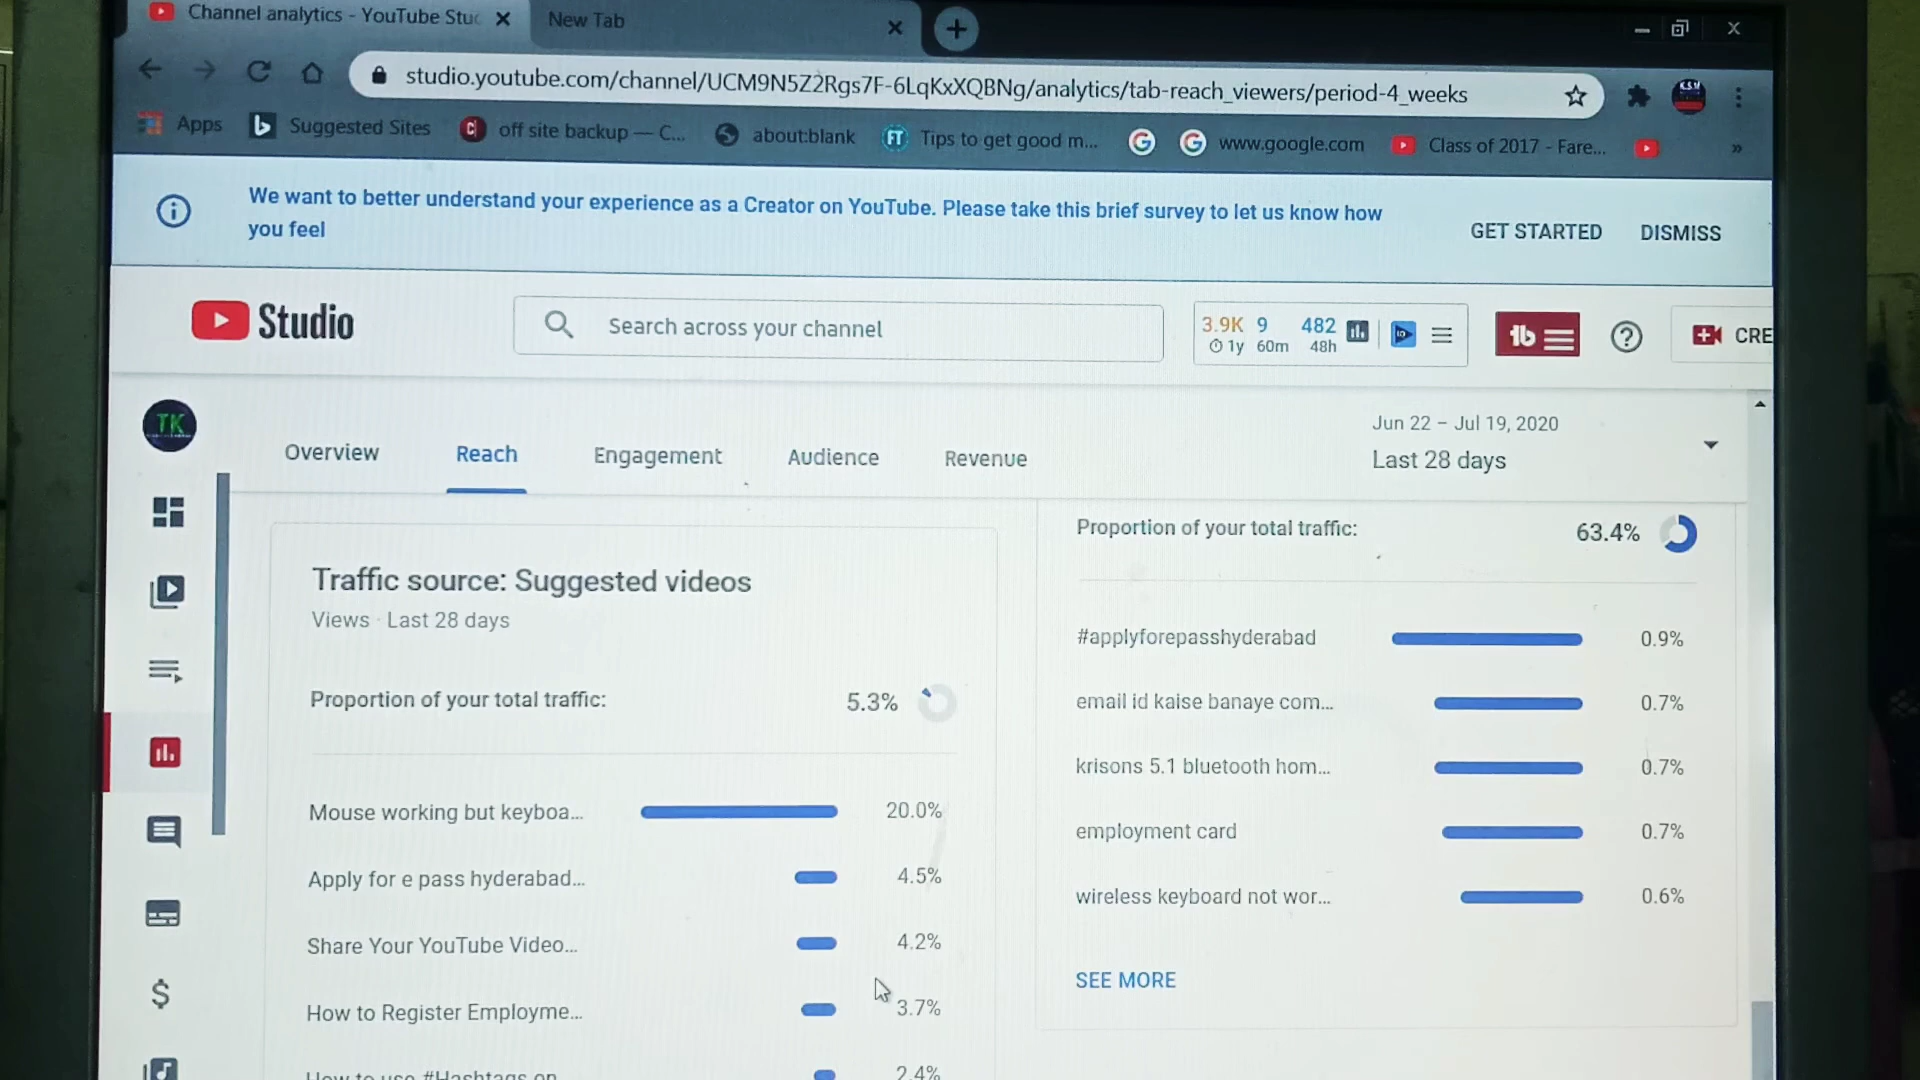 Channel analytics - YouTube Stuc
New Tab
studio.youtube.com/channel/UCM9N5Z2Rgs7F-6LqKxXQBNg/analytics/tab-reach_viewers/period-4_weeks
Apps
Suggested Sites
off site backup — C...
about:blank
Tips to get good m...
www.google.com
Class of 2017 - Fare...
We want to better understand your experience as a Creator on YouTube. Please take this brief survey to let us know how
you feel
GET STARTED
DISMISS
Studio
Search across your channel
3.9K 9 482
1y 60m 48h
CRE
TK
Overview
Reach
Engagement
Audience
Revenue
Jun 22 – Jul 19, 2020
Last 28 days
Traffic source: Suggested videos
Views · Last 28 days
Proportion of your total traffic: 5.3%
Mouse working but keyboa... 20.0%
Apply for e pass hyderabad... 4.5%
Share Your YouTube Video... 4.2%
How to Register Employme... 3.7%
How to use #Hashtags on 2.4%
Proportion of your total traffic: 63.4%
#applyforepasshyderabad 0.9%
email id kaise banaye com... 0.7%
krisons 5.1 bluetooth hom... 0.7%
employment card 0.7%
wireless keyboard not wor... 0.6%
SEE MORE